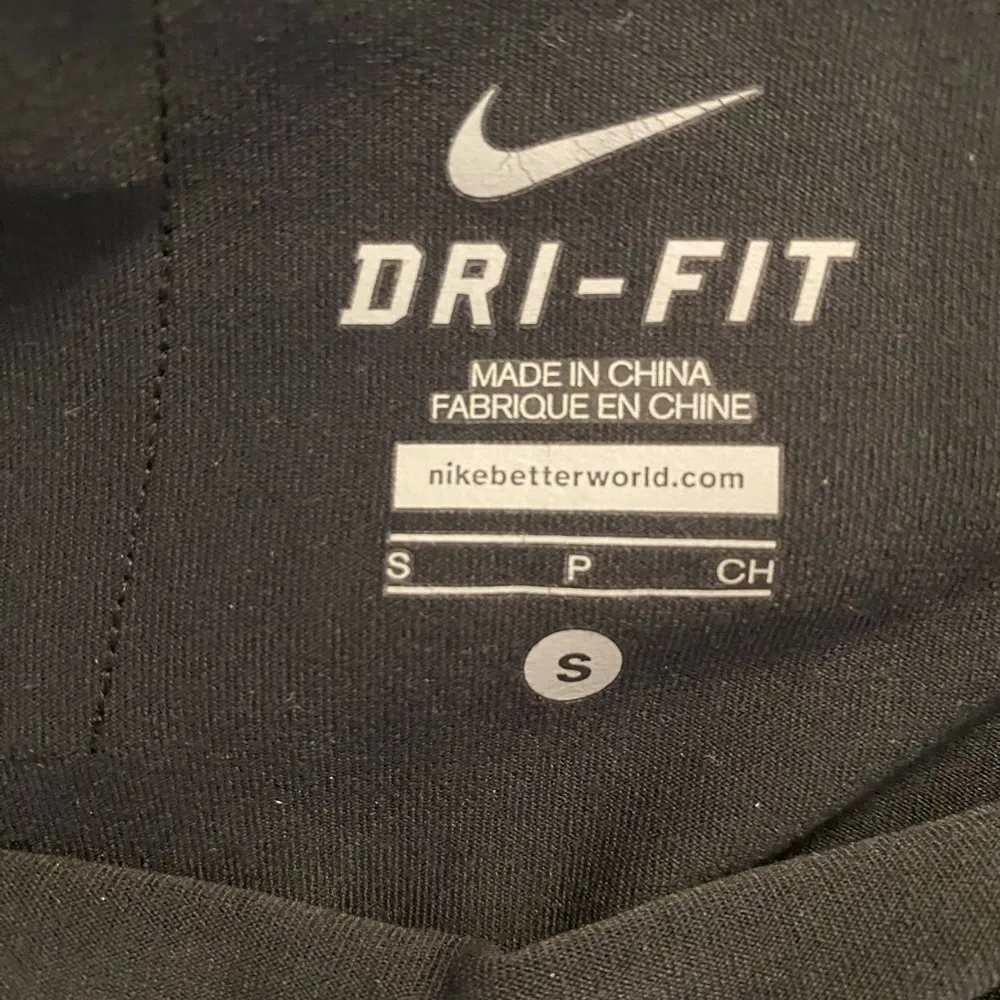 DRI-FIT
MADE IN CHINA
FABRIQUE EN CHINE
nikebetterworld.com
S P CH
S